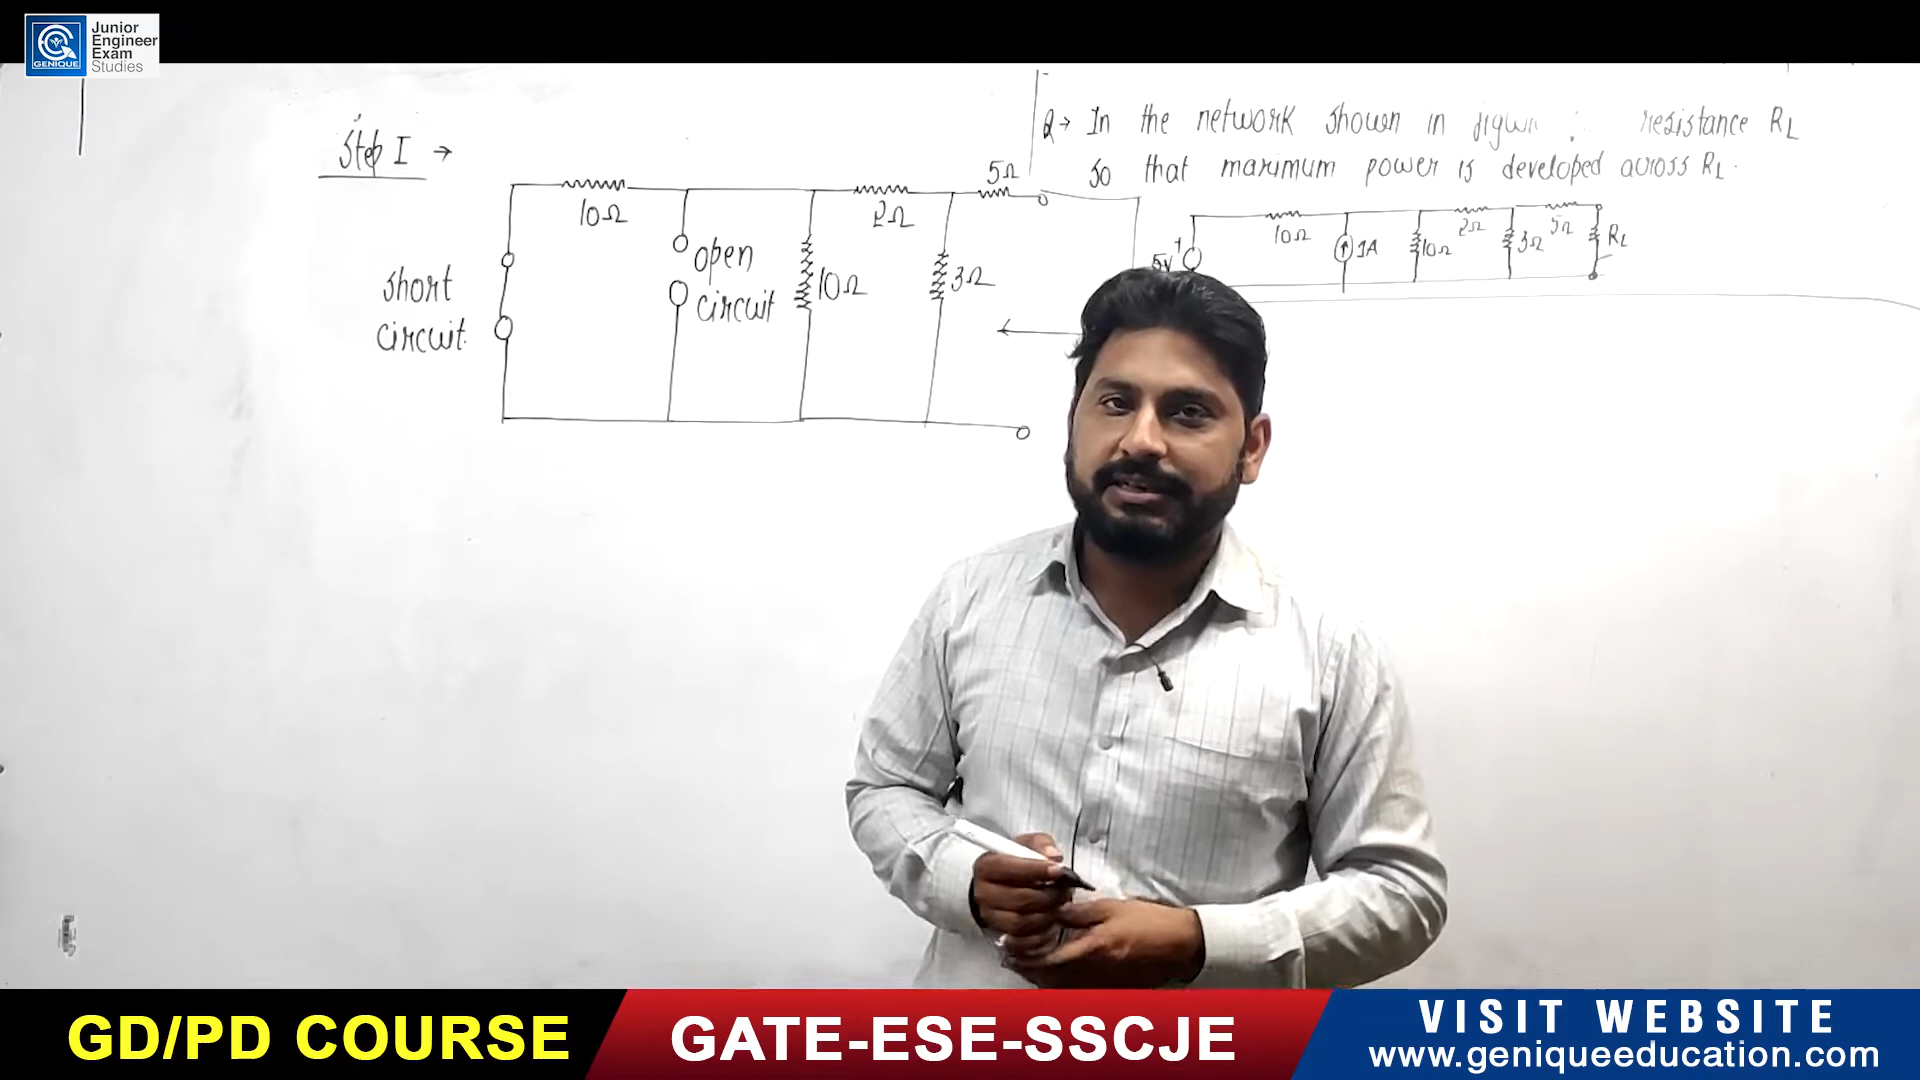 GENIQUE
Junior
Engineer
Exam
Studies
Step I →
Q → In the network shown in resistance RL
so that maximum power is developed across RL.
10Ω
2Ω
5Ω
short
circuit.
open
circuit
10Ω
3Ω
5V
+
10Ω
1A
10Ω
2Ω
3Ω
5Ω
RL
GD/PD COURSE
GATE-ESE-SSCJE
VISIT WEBSITE
www.geniqueeducation.com